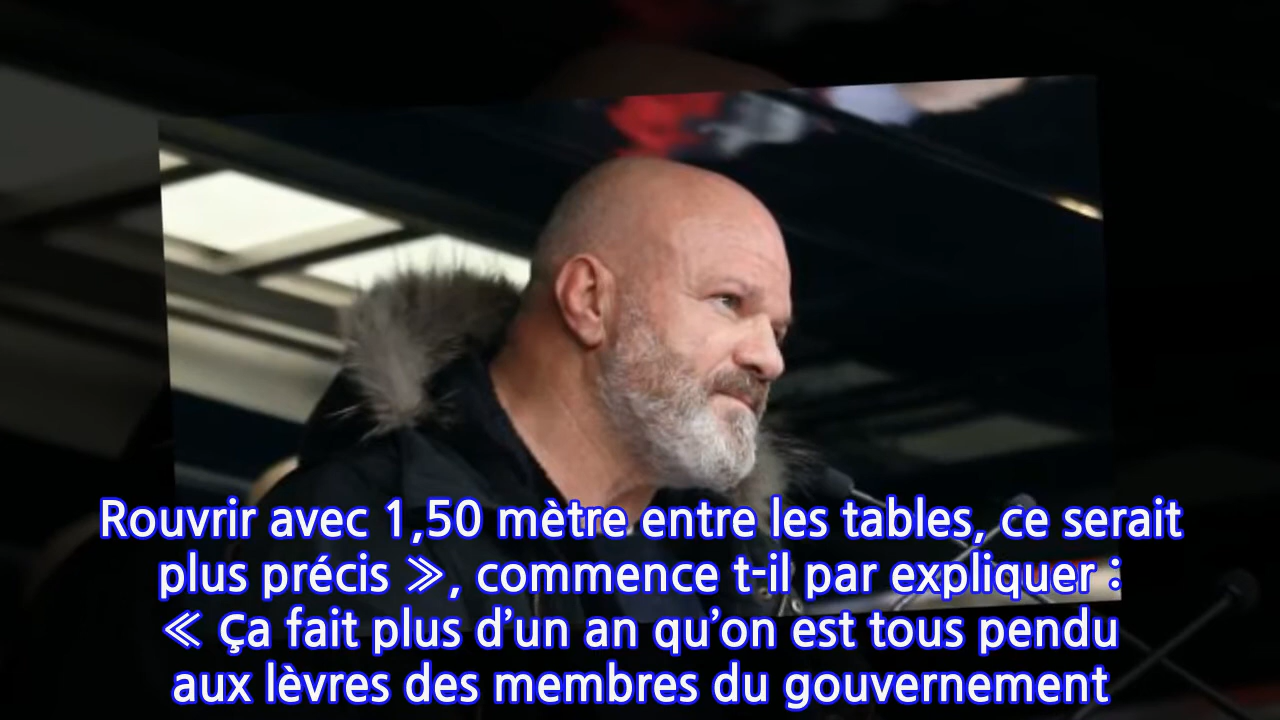 Rouvrir avec 1,50 mètre entre les tables, ce serait
plus précis », commence t-il par expliquer :
« Ça fait plus d’un an qu’on est tous pendu
aux lèvres des membres du gouvernement